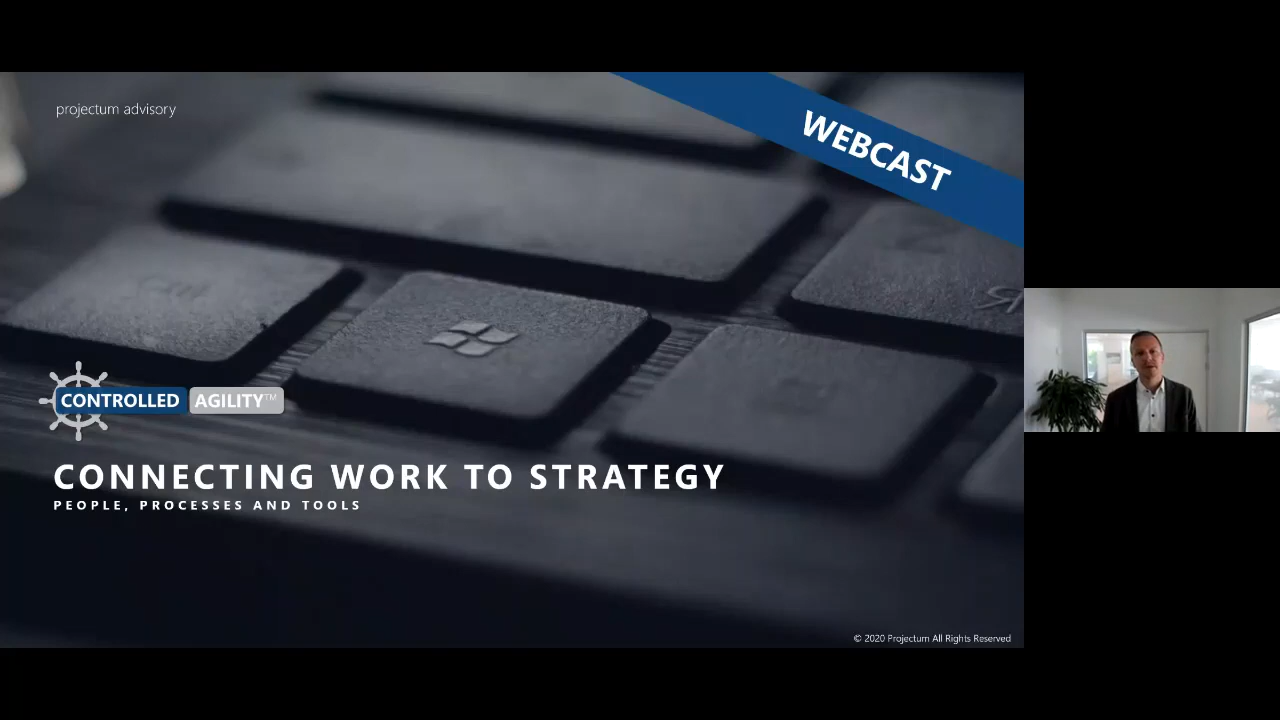 projectum advisory
WEBCAST
CONTROLLED AGILITY™
CONNECTING WORK TO STRATEGY
PEOPLE, PROCESSES AND TOOLS
© 2020 Projectum All Rights Reserved